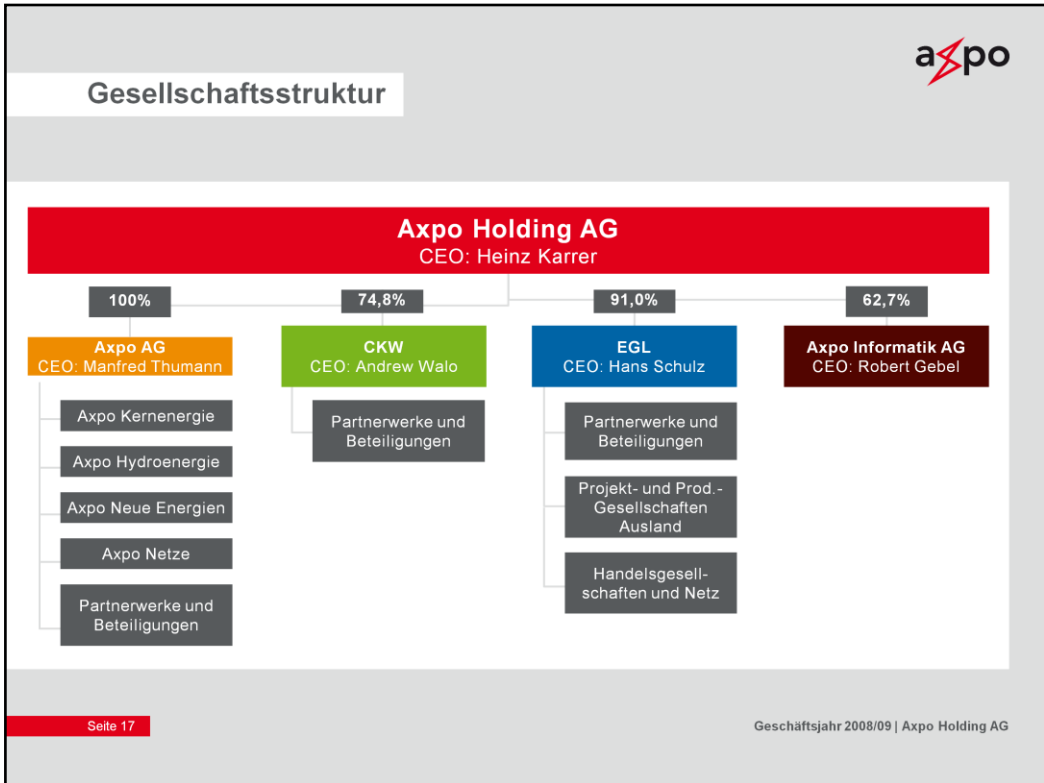 axpo
Gesellschaftsstruktur
Axpo Holding AG
CEO: Heinz Karrer
100%
74,8%
91,0%
62,7%
Axpo AG
CEO: Manfred Thumann
CKW
CEO: Andrew Walo
EGL
CEO: Hans Schulz
Axpo Informatik AG
CEO: Robert Gebel
Axpo Kernenergie
Axpo Hydroenergie
Axpo Neue Energien
Axpo Netze
Partnerwerke und
Beteiligungen
Partnerwerke und
Beteiligungen
Partnerwerke und
Beteiligungen
Projekt- und Prod.-
Gesellschaften
Ausland
Handelsgesell-
schaften und Netz
Seite 17
Geschäftsjahr 2008/09 | Axpo Holding AG